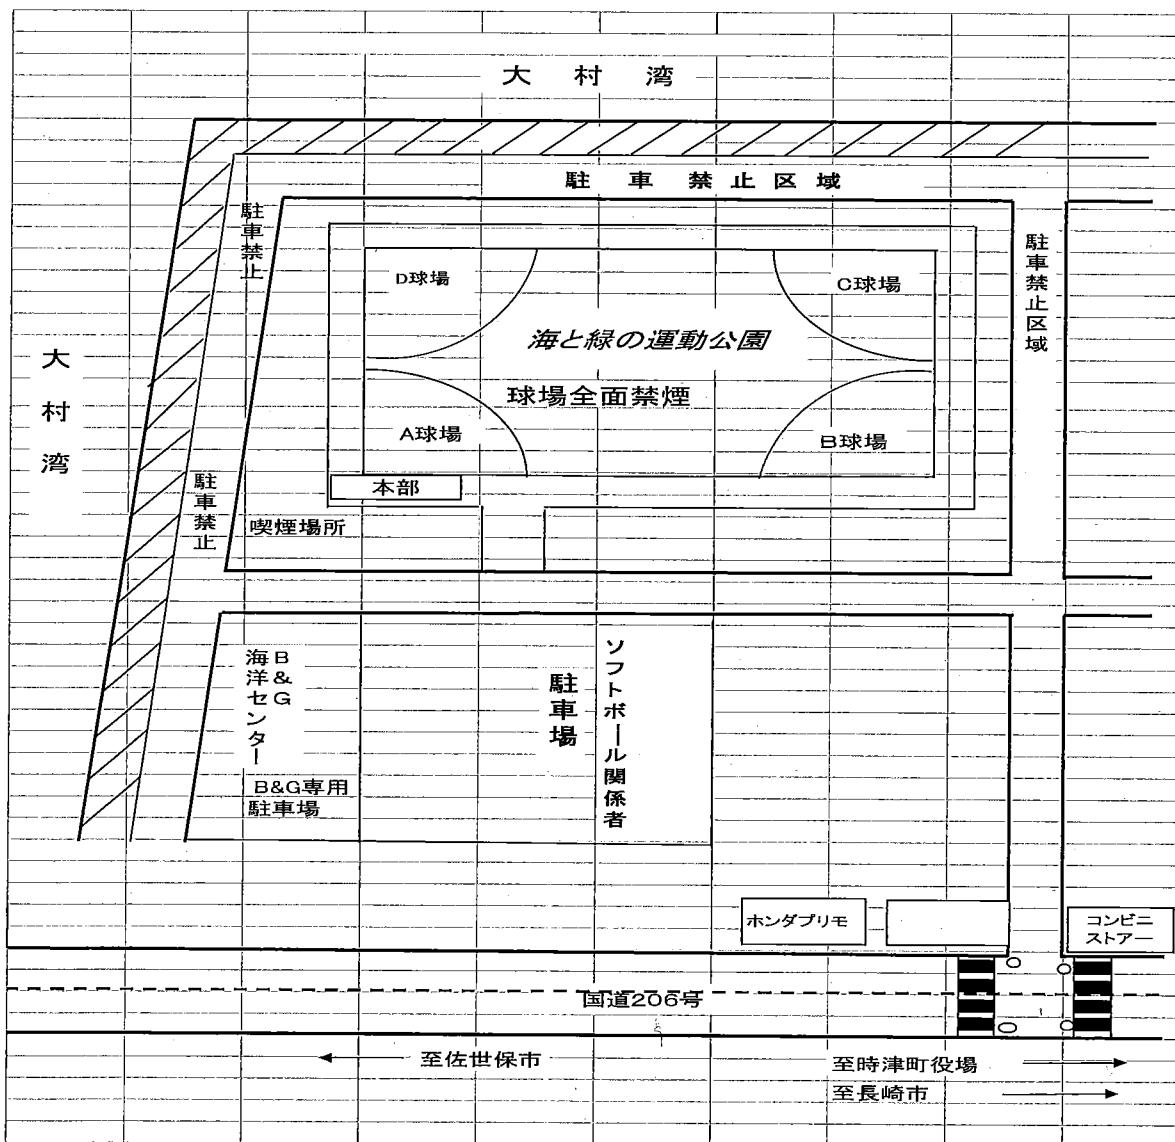 大村湾
駐車禁止区域
駐車禁止
D球場
C球場
駐車禁止区域
海と緑の運動公園
大村湾
球場全面禁煙
A球場
B球場
本部
駐車禁止
喫煙場所
B&G
海洋センター
ソフトボール関係者
駐車場
B&G専用
駐車場
ホンダプリモ
コンビニ
ストアー
国道206号
至佐世保市
至時津町役場
至長崎市